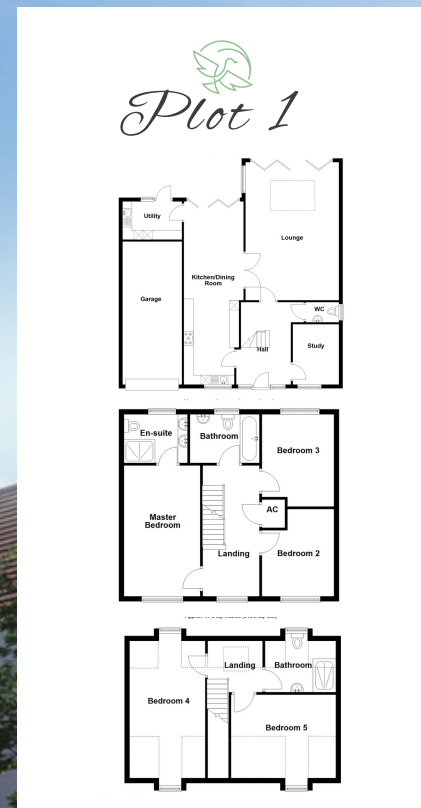 Plot 1
Utility
Lounge
Kitchen/Dining
Room
Garage
WC
Hall
Study
En-suite
Bathroom
Bedroom 3
Master
Bedroom
AC
Landing
Bedroom 2
Landing
Bathroom
Bedroom 4
Bedroom 5